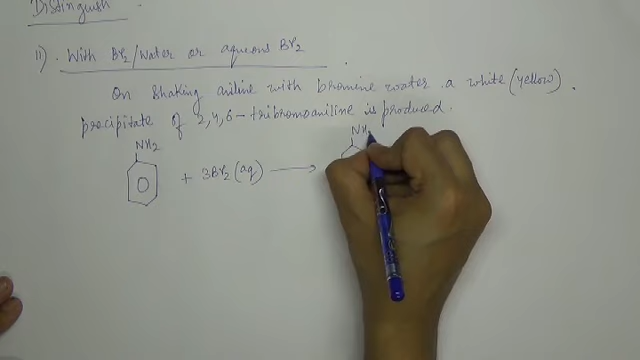 Distinguish
ii). With Br2/water or aqueous Br2
On shaking aniline with bromine water a white (yellow)
precipitate of 2,4,6-tribromoaniline is produced.
NH2 + 3Br2 (aq) ⟶ NH